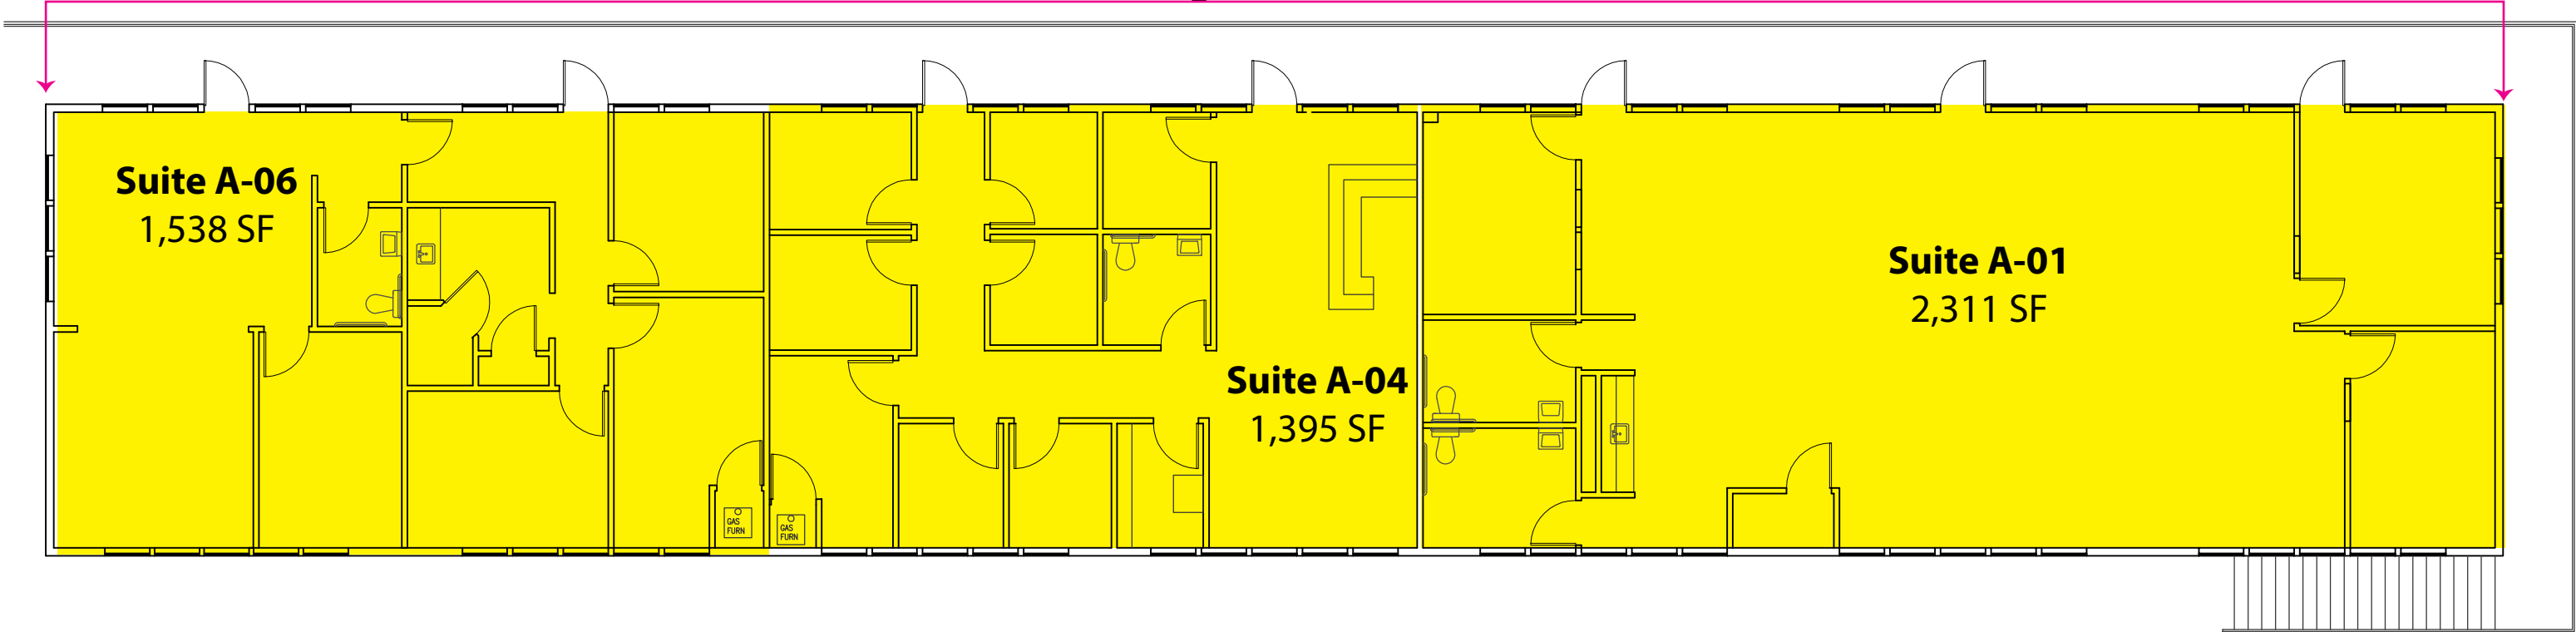 Suite A-06
1,538 SF
Suite A-01
2,311 SF
Suite A-04
1,395 SF
GAS
FURN
GAS
FURN